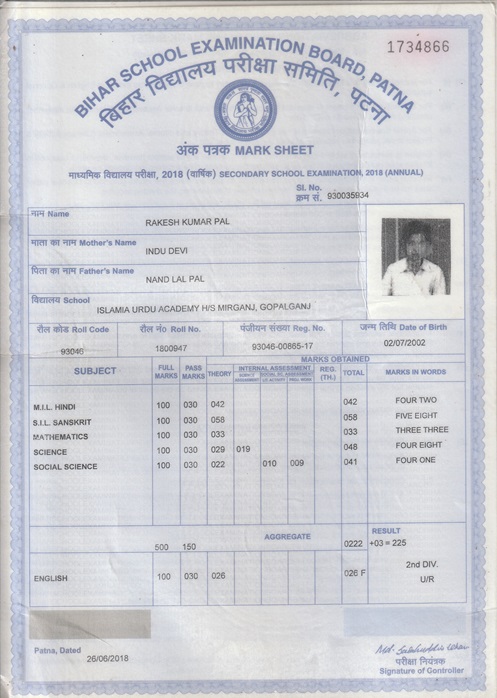 1734866
BIHAR SCHOOL EXAMINATION BOARD, PATNA
बिहार विद्यालय परीक्षा समिति, पटना
अंक पत्रक MARK SHEET
माध्यमिक विद्यालय परीक्षा, 2018 (वार्षिक) SECONDARY SCHOOL EXAMINATION, 2018 (ANNUAL)
Sl. No.
क्रम सं. 930035934
नाम Name
RAKESH KUMAR PAL
माता का नाम Mother's Name
INDU DEVI
पिता का नाम Father's Name
NAND LAL PAL
विद्यालय School
ISLAMIA URDU ACADEMY H/S MIRGANJ, GOPALGANJ
रौल कोड Roll Code रौल नं० Roll No. पंजीयन संख्या Reg. No. जन्म तिथि Date of Birth
93046 1800947 93046-00865-17 02/07/2002
MARKS OBTAINED
SUBJECT FULL MARKS PASS MARKS THEORY INTERNAL ASSESSMENT REG. (TH.) TOTAL MARKS IN WORDS
M.I.L. HINDI 100 030 042 042 FOUR TWO
S.I.L. SANSKRIT 100 030 058 058 FIVE EIGHT
MATHEMATICS 100 030 033 033 THREE THREE
SCIENCE 100 030 029 019 048 FOUR EIGHT
SOCIAL SCIENCE 100 030 022 010 009 041 FOUR ONE
AGGREGATE RESULT
500 150 0222 +03 = 225
2nd DIV.
ENGLISH 100 030 026 026 F U/R
Patna, Dated
26/06/2018
परीक्षा नियंत्रक
Signature of Controller